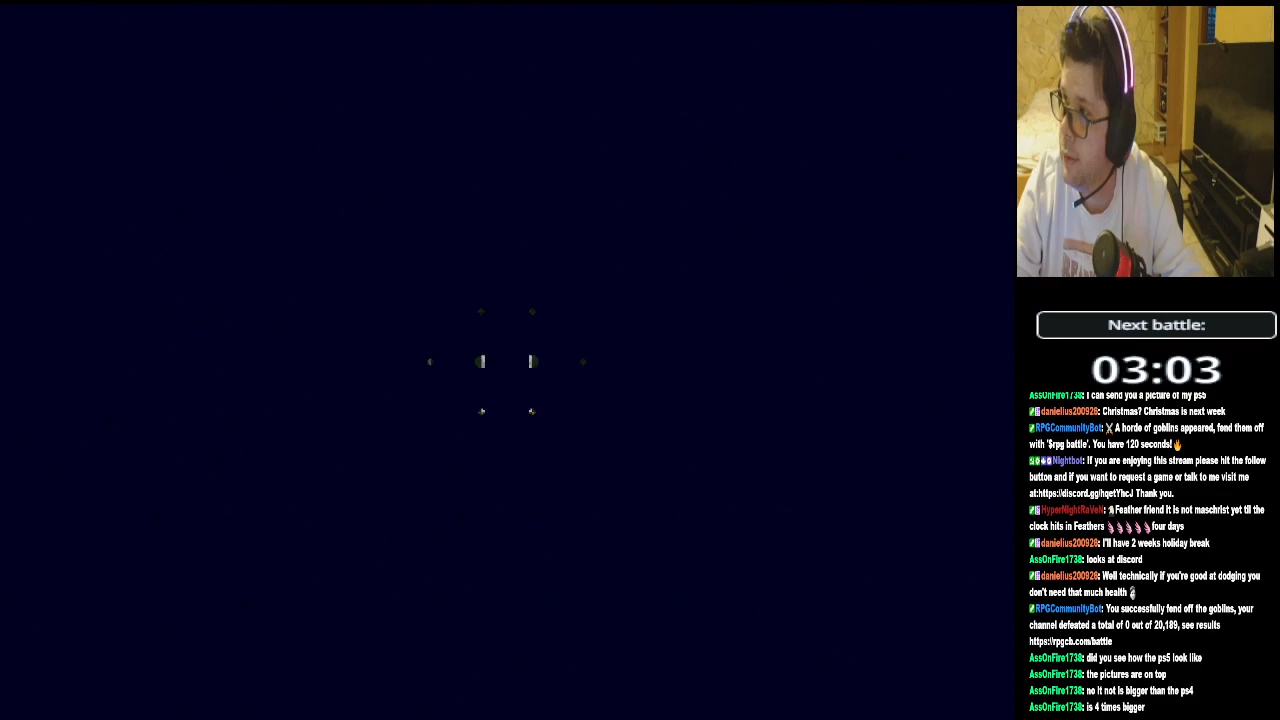 Next battle:
03:03
AssOnFire1738: I can send you a picture of my ps5
danielius200928: Christmas? Christmas is next week
RPGCommunityBot: A horde of goblins appeared, fend them off
with '$rpg battle'. You have 120 seconds!
Nightbot: If you are enjoying this stream please hit the follow
button and if you want to request a game or talk to me visit me
at:https://discord.gg/hqetYhcJ Thank you.
HyperNightRaVeN: Feather friend it is not maschrist yet til the
clock hits in Feathers four days
danielius200928: I'll have 2 weeks holiday break
AssOnFire1738: looks at discord
danielius200928: Well technically if you're good at dodging you
don't need that much health
RPGCommunityBot: You successfully fend off the goblins, your
channel defeated a total of 0 out of 20,189, see results
https://rpgcb.com/battle
AssOnFire1738: did you see how the ps5 look like
AssOnFire1738: the pictures are on top
AssOnFire1738: no it not is bigger than the ps4
AssOnFire1738: is 4 times bigger